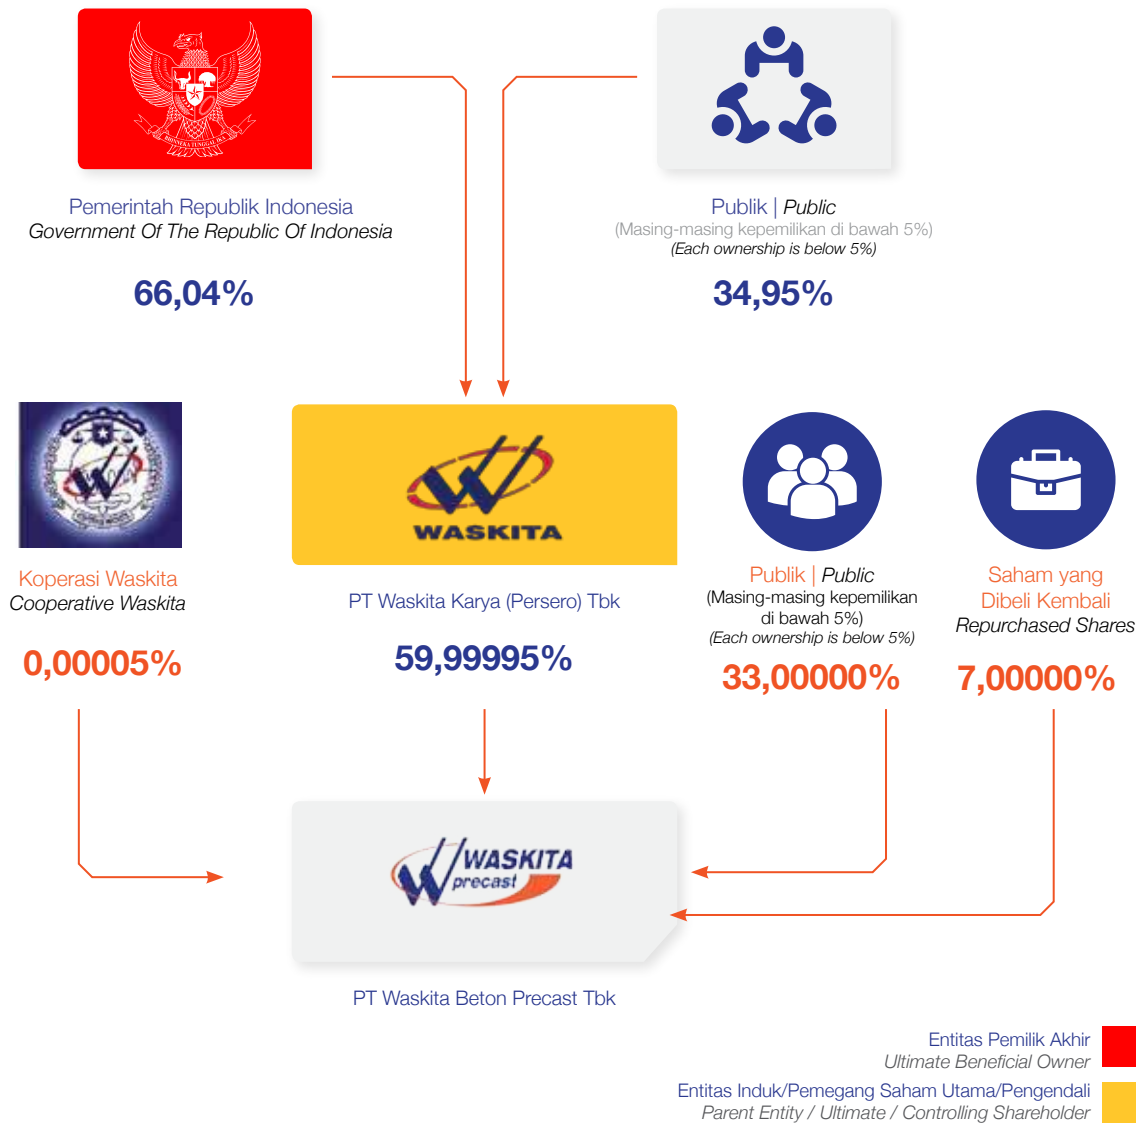 BHINNEKA TUNGGAL IKA
Pemerintah Republik Indonesia
Government Of The Republic Of Indonesia
66,04%
Publik | Public
(Masing-masing kepemilikan di bawah 5%)
(Each ownership is below 5%)
34,95%
Koperasi Waskita
Cooperative Waskita
0,00005%
WASKITA
PT Waskita Karya (Persero) Tbk
59,99995%
Publik | Public
(Masing-masing kepemilikan
di bawah 5%)
(Each ownership is below 5%)
33,00000%
Saham yang
Dibeli Kembali
Repurchased Shares
7,00000%
WASKITA
precast
PT Waskita Beton Precast Tbk
Entitas Pemilik Akhir
Ultimate Beneficial Owner
Entitas Induk/Pemegang Saham Utama/Pengendali
Parent Entity / Ultimate / Controlling Shareholder